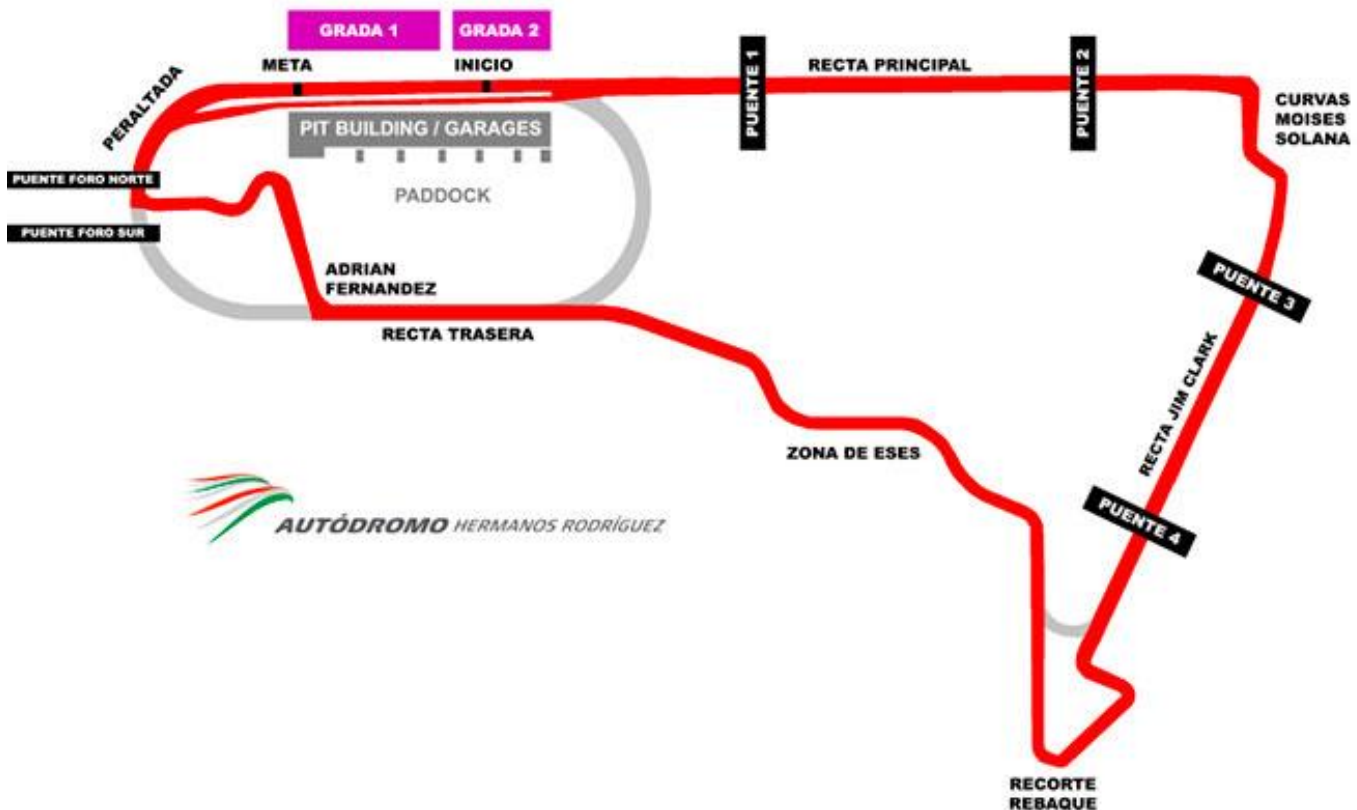 GRADA 1
GRADA 2
META
INICIO
PUENTE 1
RECTA PRINCIPAL
PUENTE 2
PERALTADA
CURVAS
MOISES
SOLANA
PIT BUILDING / GARAGES
PUENTE FORO NORTE
PADDOCK
PUENTE FORO SUR
ADRIAN
FERNANDEZ
PUENTE 3
RECTA TRASERA
RECTA JIM CLARK
ZONA DE ESES
PUENTE 4
AUTÓDROMO HERMANOS RODRÍGUEZ
RECORTE
REBAQUE